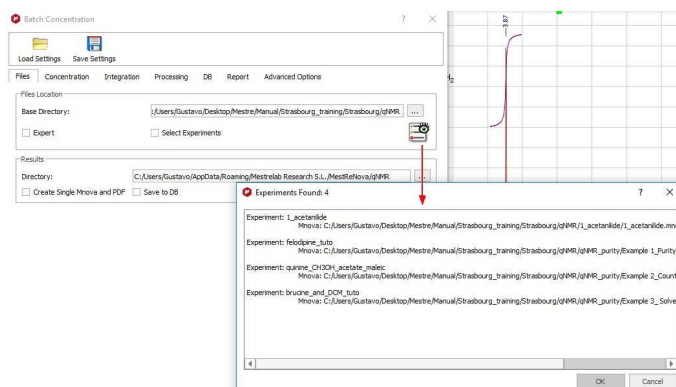 Batch Concentration ? ×
3.87
Load Settings Save Settings
Files Concentration Integration Processing DB Report Advanced Options
Files Location
Base Directory: :/Users/Gustavo/Desktop/Mestre/Manual/Strasbourg_training/Strasbourg/qNMR ...
Expert Select Experiments
Results
Directory: C:/Users/Gustavo/AppData/Roaming/Mestrelab Research S.L./MestReNova/qNMR ...
Create Single Mnova and PDF Save to DB
Experiments Found: 4 ? ×
Experiment: 1_acetanilide
Mnova: C:/Users/Gustavo/Desktop/Mestre/Manual/Strasbourg_training/Strasbourg/qNMR/1_acetanilide/1_acetanilide.mn
Experiment: felodipine_tuto
Mnova: C:/Users/Gustavo/Desktop/Mestre/Manual/Strasbourg_training/Strasbourg/qNMR/qNMR_purity/Example 1_Purity
Experiment: quinine_CH3OH_acetate_maleic
Mnova: C:/Users/Gustavo/Desktop/Mestre/Manual/Strasbourg_training/Strasbourg/qNMR/qNMR_purity/Example 2_Count
Experiment: brucine_and_DCM_tuto
Mnova: C:/Users/Gustavo/Desktop/Mestre/Manual/Strasbourg_training/Strasbourg/qNMR/qNMR_purity/Example 3_ Solve
OK Cancel